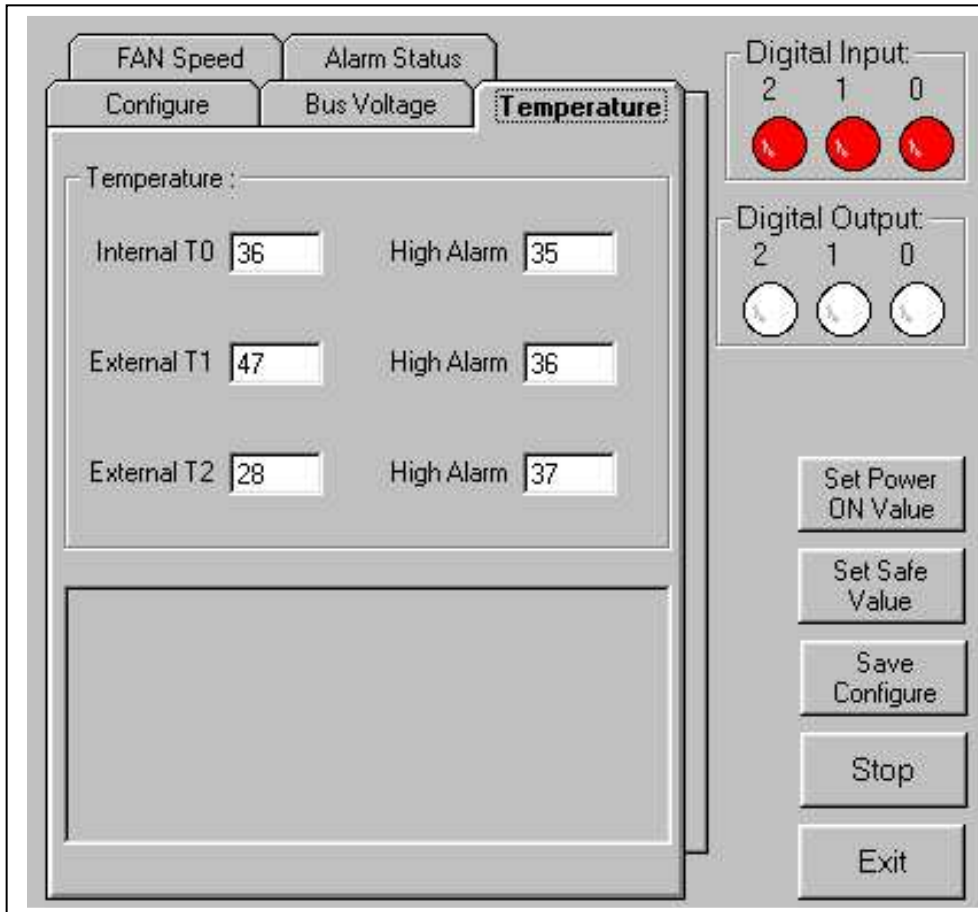 FAN Speed
Alarm Status
Configure
Bus Voltage
Temperature
Temperature :
Internal T0 36 High Alarm 35
External T1 47 High Alarm 36
External T2 28 High Alarm 37
Digital Input:
2 1 0
Digital Output:
2 1 0
Set Power
ON Value
Set Safe
Value
Save
Configure
Stop
Exit